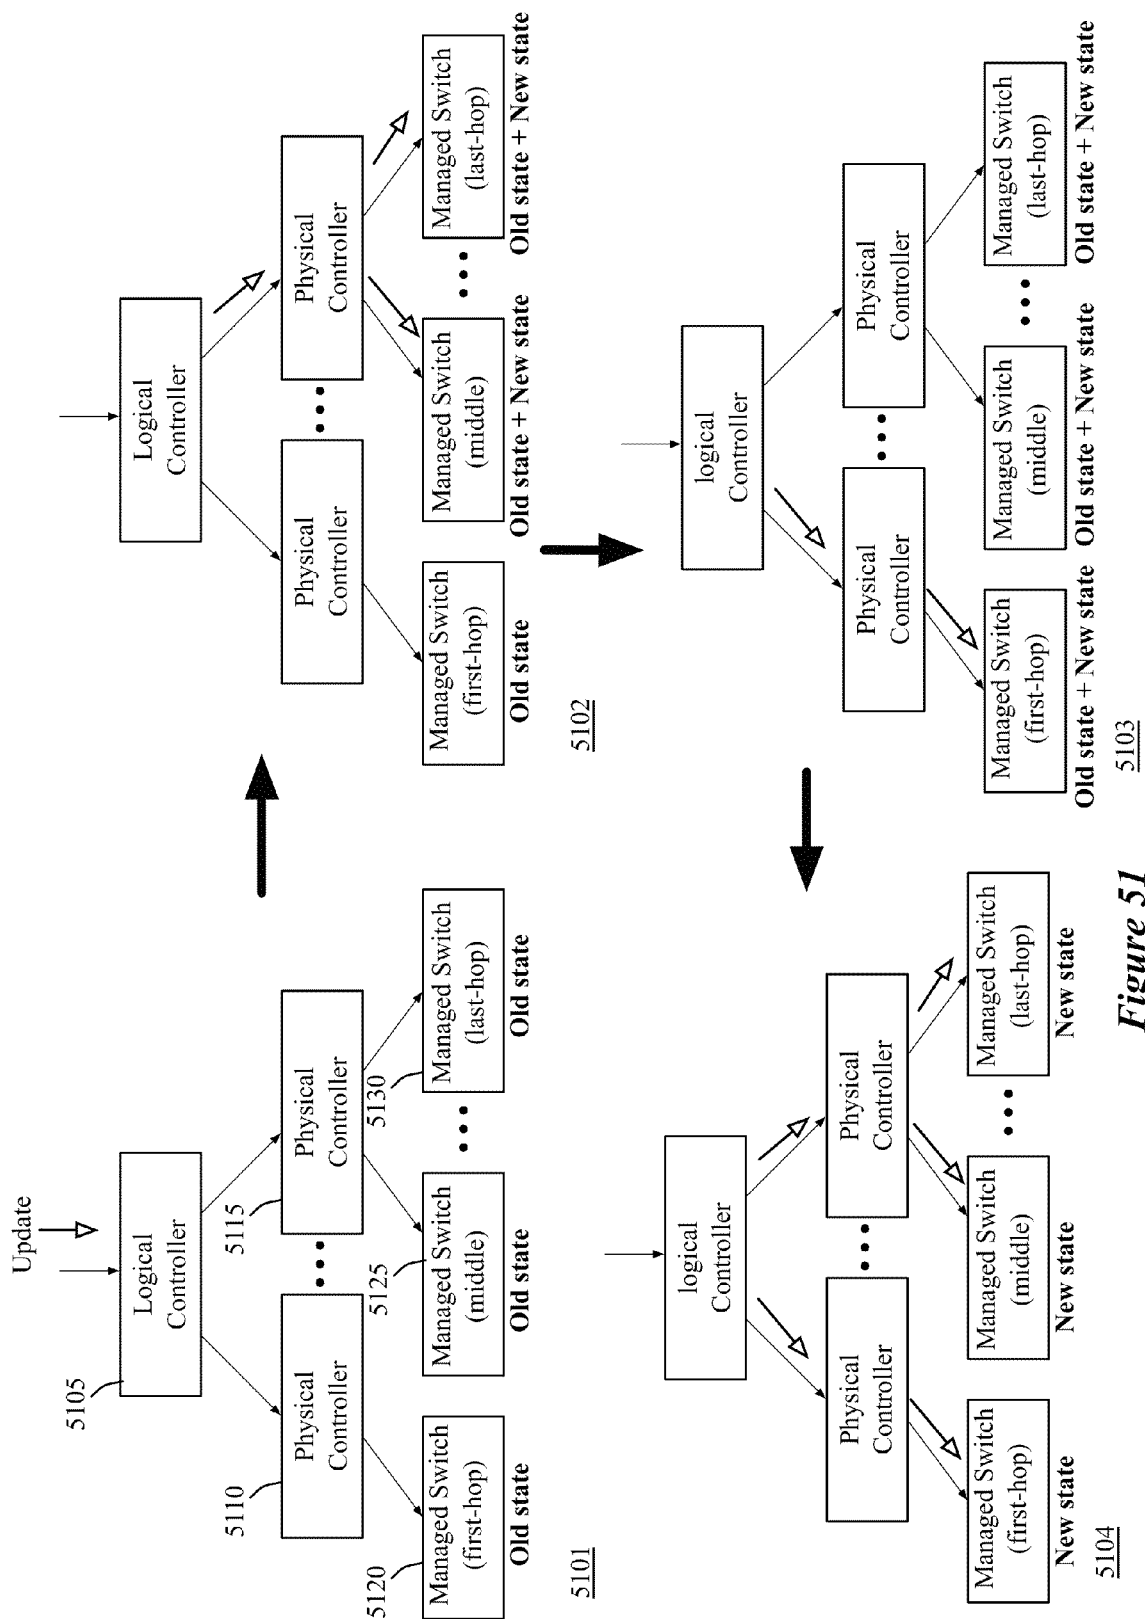 Update
5105
Logical
Controller
5110
Physical
Controller
5115
Physical
Controller
5120
Managed Switch
(first-hop)
Old state
5125
Managed Switch
(middle)
Old state
5130
Managed Switch
(last-hop)
Old state
5101
Logical
Controller
Physical
Controller
Physical
Controller
Managed Switch
(first-hop)
Old state
Managed Switch
(middle)
Old state + New state
Managed Switch
(last-hop)
Old state + New state
5102
logical
Controller
Physical
Controller
Physical
Controller
Managed Switch
(first-hop)
Old state + New state
Managed Switch
(middle)
Old state + New state
Managed Switch
(last-hop)
Old state + New state
5103
logical
Controller
Physical
Controller
Physical
Controller
Managed Switch
(first-hop)
New state
Managed Switch
(middle)
New state
Managed Switch
(last-hop)
New state
5104
Figure 51